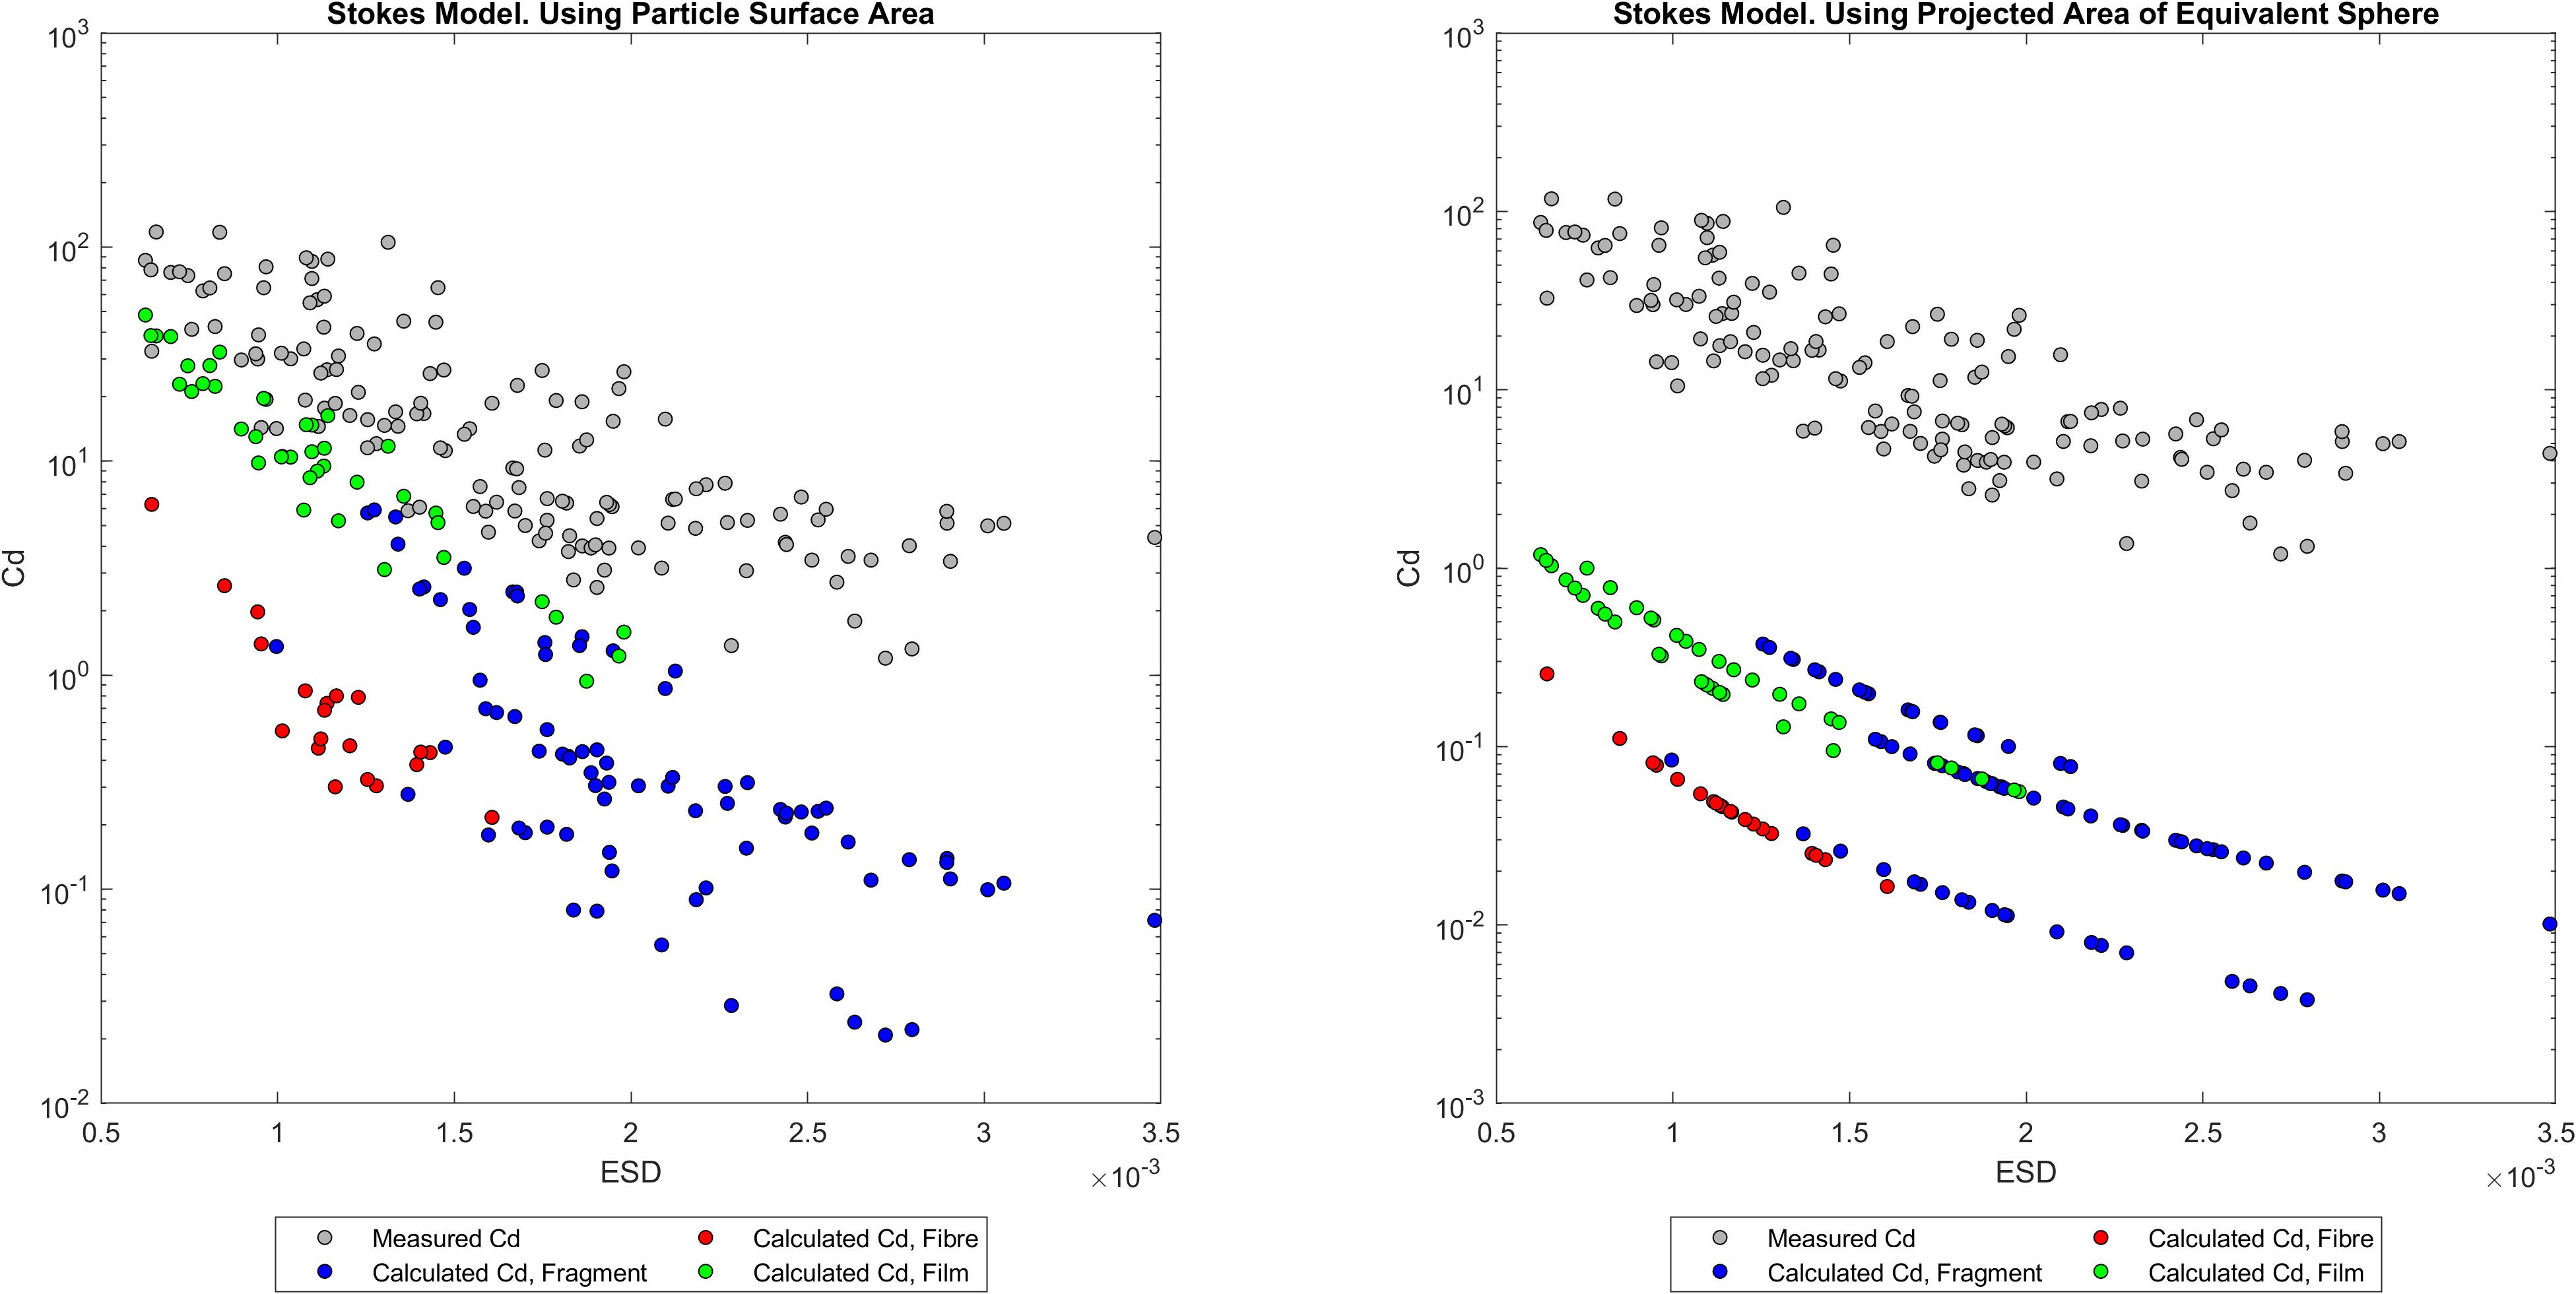 Stokes Model. Using Particle Surface Area
10^3
10^2
10^1
10^0
10^-1
10^-2
Cd
0.5 1 1.5 2 2.5 3 3.5
ESD
×10^-3
Measured Cd
Calculated Cd, Fibre
Calculated Cd, Fragment
Calculated Cd, Film
Stokes Model. Using Projected Area of Equivalent Sphere
10^3
10^2
10^1
10^0
10^-1
10^-2
10^-3
Cd
0.5 1 1.5 2 2.5 3 3.5
ESD
×10^-3
Measured Cd
Calculated Cd, Fibre
Calculated Cd, Fragment
Calculated Cd, Film